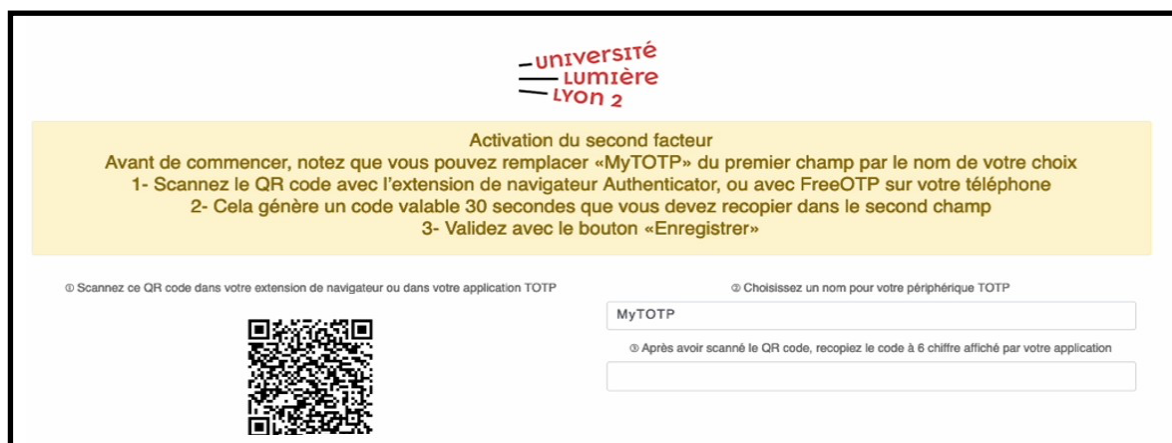 université
lumière
lyon 2
Activation du second facteur
Avant de commencer, notez que vous pouvez remplacer «MyTOTP» du premier champ par le nom de votre choix
1- Scannez le QR code avec l'extension de navigateur Authenticator, ou avec FreeOTP sur votre téléphone
2- Cela génère un code valable 30 secondes que vous devez recopier dans le second champ
3- Validez avec le bouton «Enregistrer»
① Scannez ce QR code dans votre extension de navigateur ou dans votre application TOTP
② Choisissez un nom pour votre périphérique TOTP
MyTOTP
③ Après avoir scanné le QR code, recopiez le code à 6 chiffre affiché par votre application